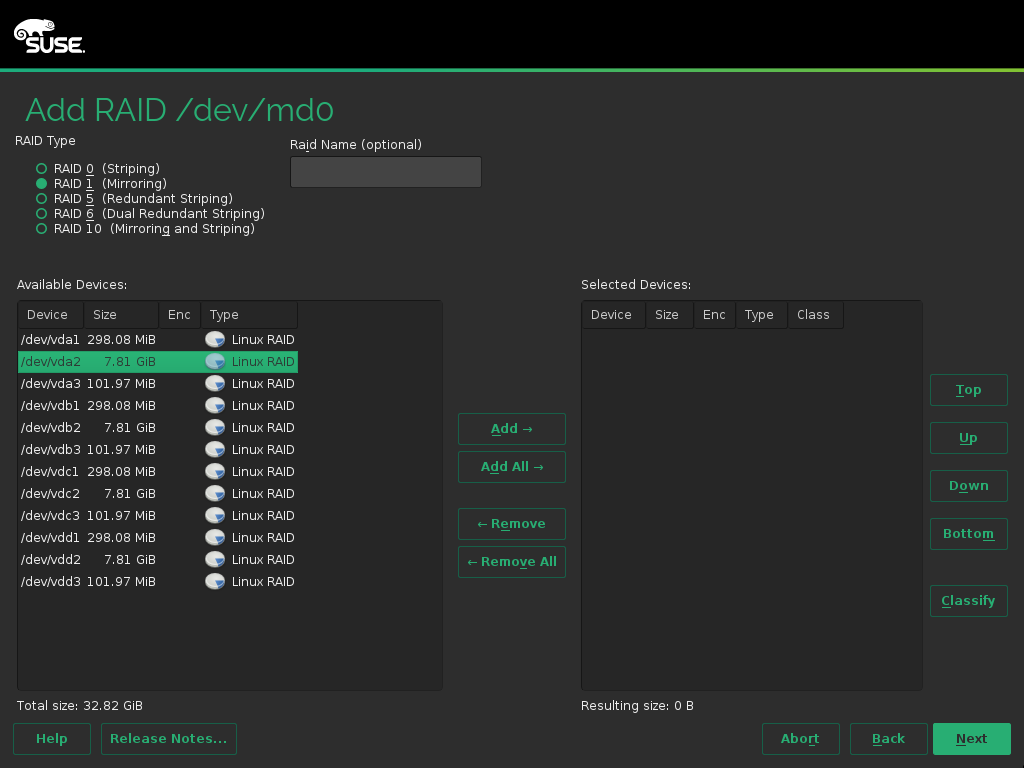 SUSE.
Add RAID /dev/md0
RAID Type
Raid Name (optional)
RAID 0 (Striping)
RAID 1 (Mirroring)
RAID 5 (Redundant Striping)
RAID 6 (Dual Redundant Striping)
RAID 10 (Mirroring and Striping)
Available Devices:
Device Size Enc Type
/dev/vda1 298.08 MiB Linux RAID
/dev/vda2 7.81 GiB Linux RAID
/dev/vda3 101.97 MiB Linux RAID
/dev/vdb1 298.08 MiB Linux RAID
/dev/vdb2 7.81 GiB Linux RAID
/dev/vdb3 101.97 MiB Linux RAID
/dev/vdc1 298.08 MiB Linux RAID
/dev/vdc2 7.81 GiB Linux RAID
/dev/vdc3 101.97 MiB Linux RAID
/dev/vdd1 298.08 MiB Linux RAID
/dev/vdd2 7.81 GiB Linux RAID
/dev/vdd3 101.97 MiB Linux RAID
Total size: 32.82 GiB
Add →
Add All →
← Remove
← Remove All
Selected Devices:
Device Size Enc Type Class
Resulting size: 0 B
Top
Up
Down
Bottom
Classify
Help Release Notes... Abort Back Next